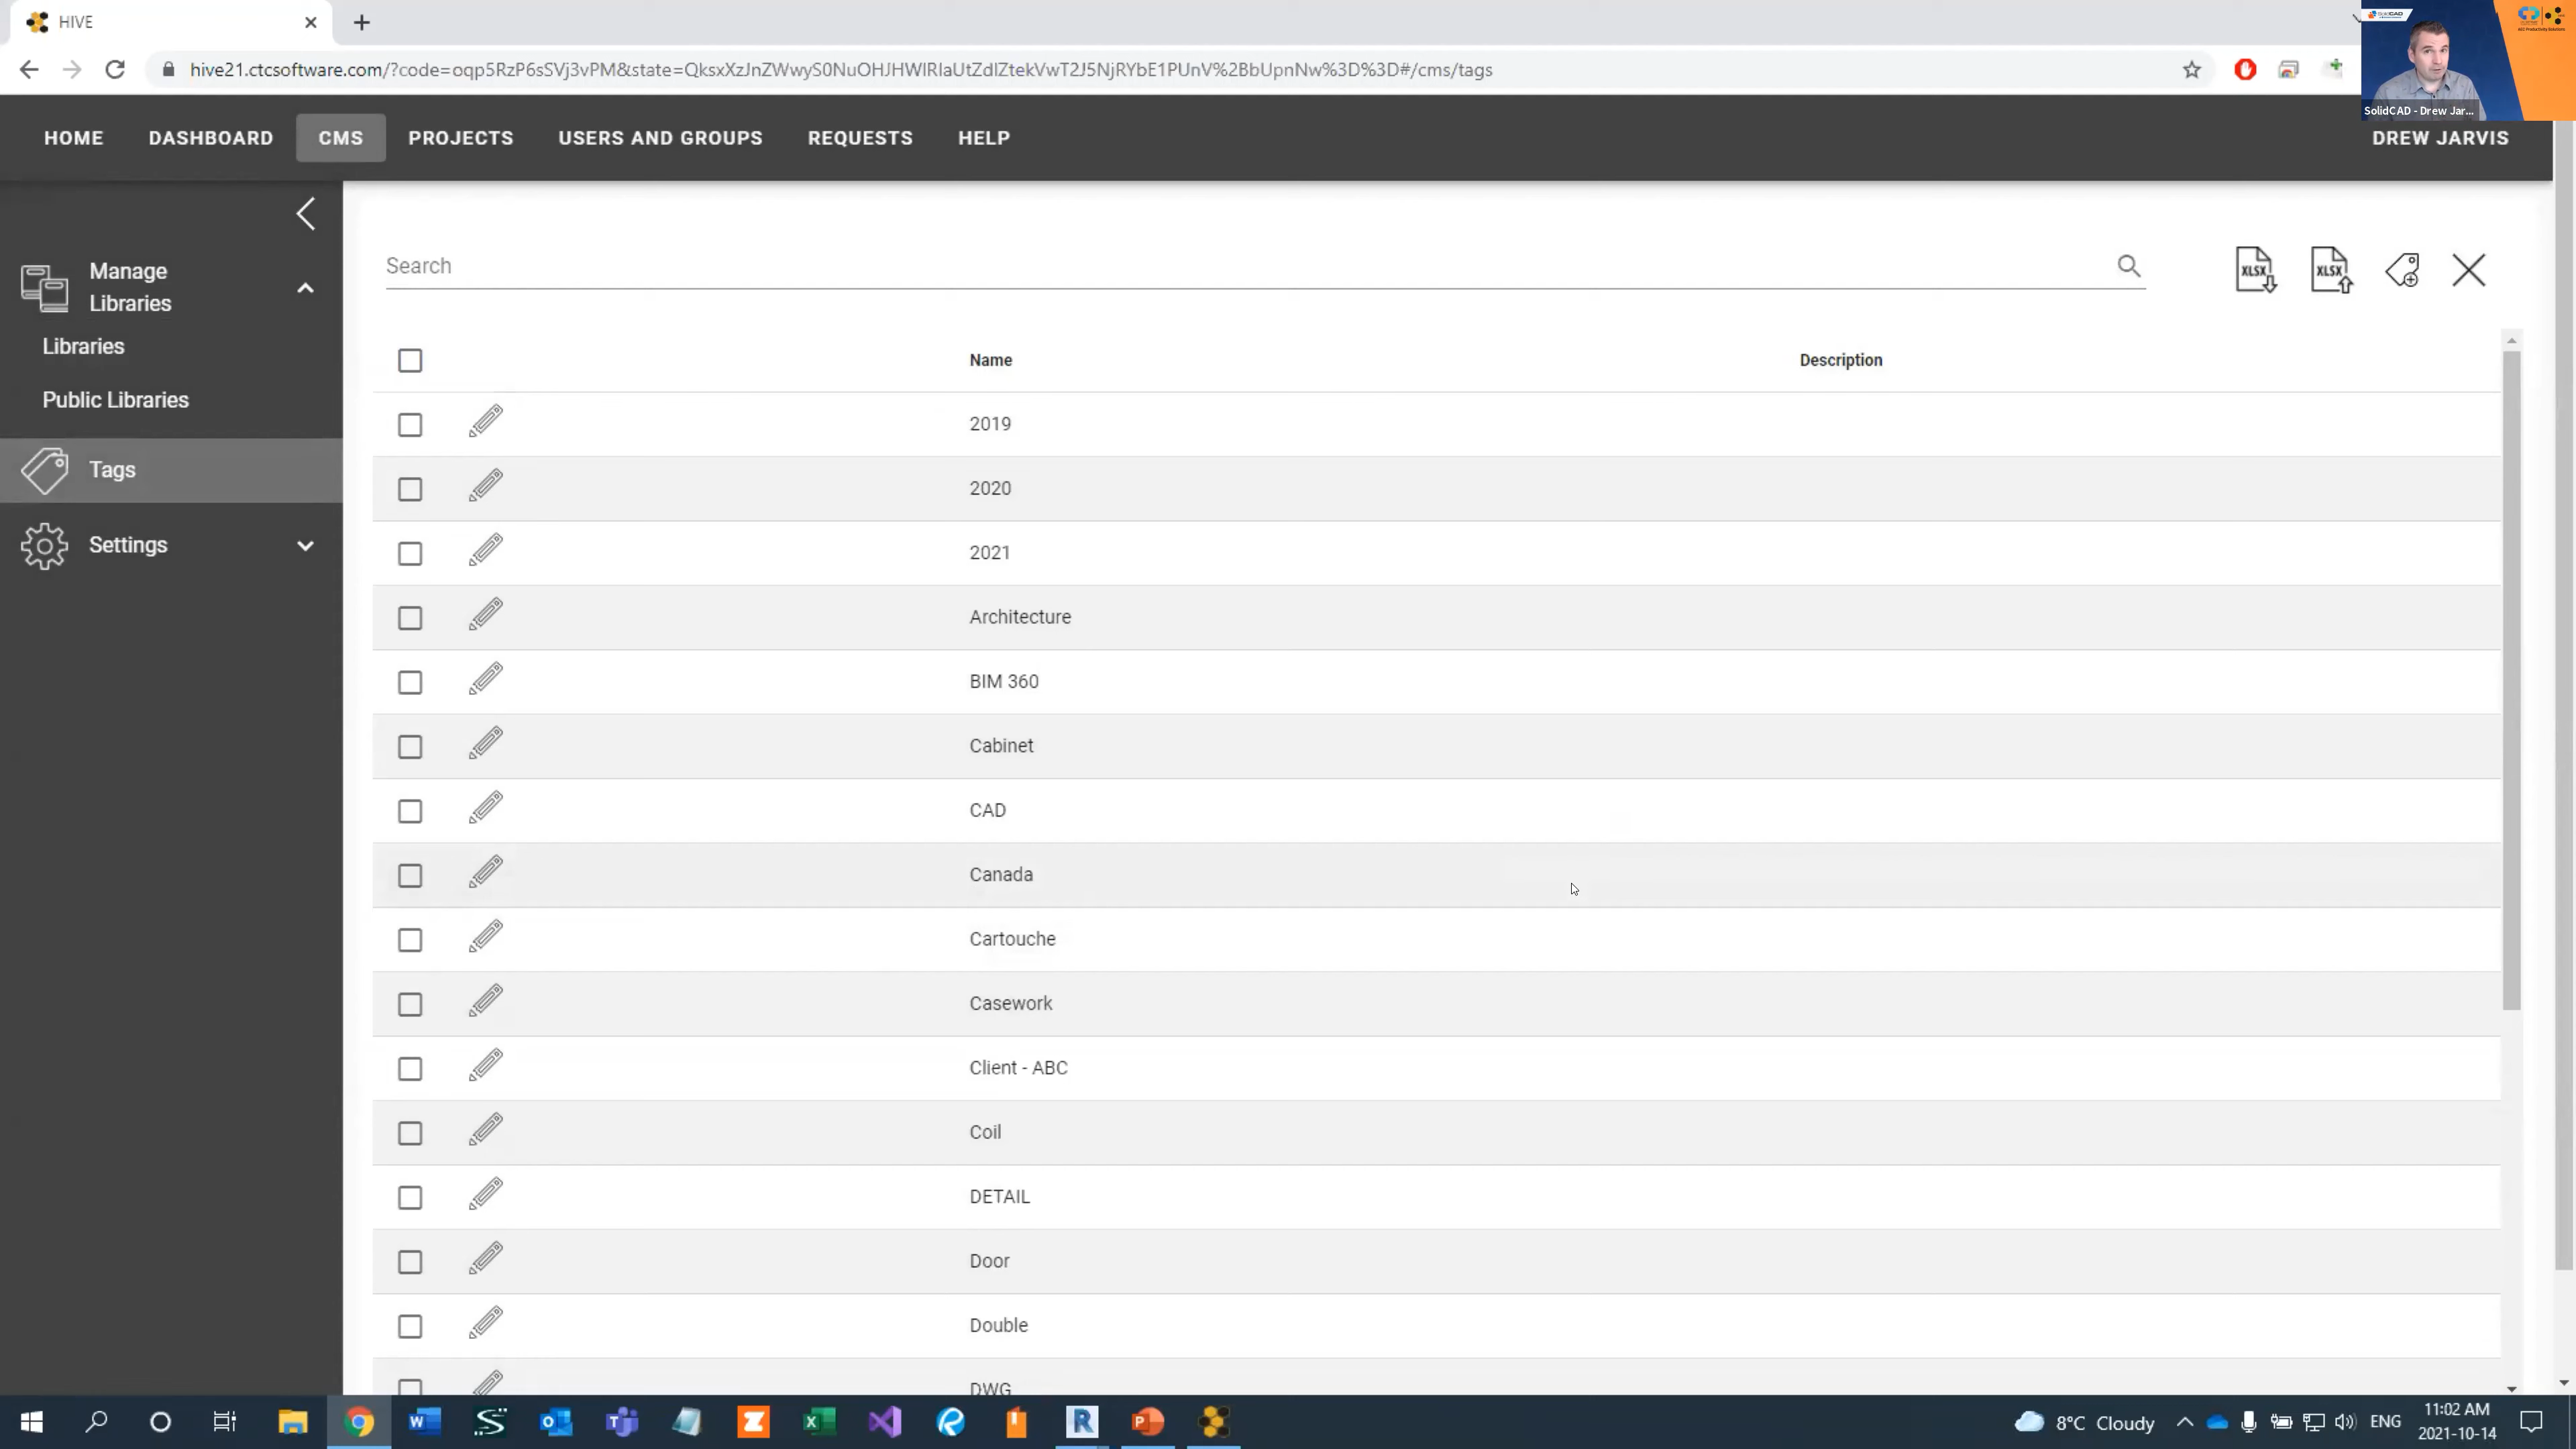 HIVE
hive21.ctcsoftware.com/?code=oqp5RzP6sSVj3vPM&state=QksxXzJnZWwyS0NuOHJHWlRIaUtZdlZtekVwT2J5NjRYbE1PUnV%2BbUpnNw%3D%3D#/cms/tags
SolidCAD - Drew Jar...
HOME DASHBOARD CMS PROJECTS USERS AND GROUPS REQUESTS HELP DREW JARVIS
Manage
Libraries
Libraries
Public Libraries
Tags
Settings
Search
XLSX XLSX
Name Description
2019
2020
2021
Architecture
BIM 360
Cabinet
CAD
Canada
Cartouche
Casework
Client - ABC
Coil
DETAIL
Door
Double
DWG
8°C Cloudy ENG
11:02 AM
2021-10-14